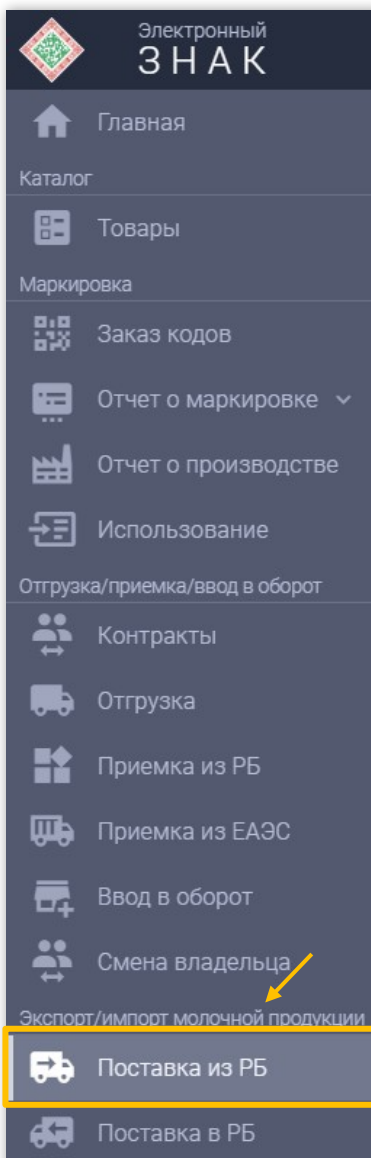 Электронный
ЗНАК
Главная
Каталог
Товары
Маркировка
Заказ кодов
Отчет о маркировке
Отчет о производстве
Использование
Отгрузка/приемка/ввод в оборот
Контракты
Отгрузка
Приемка из РБ
Приемка из ЕАЭС
Ввод в оборот
Смена владельца
Экспорт/импорт молочной продукции
Поставка из РБ
Поставка в РБ